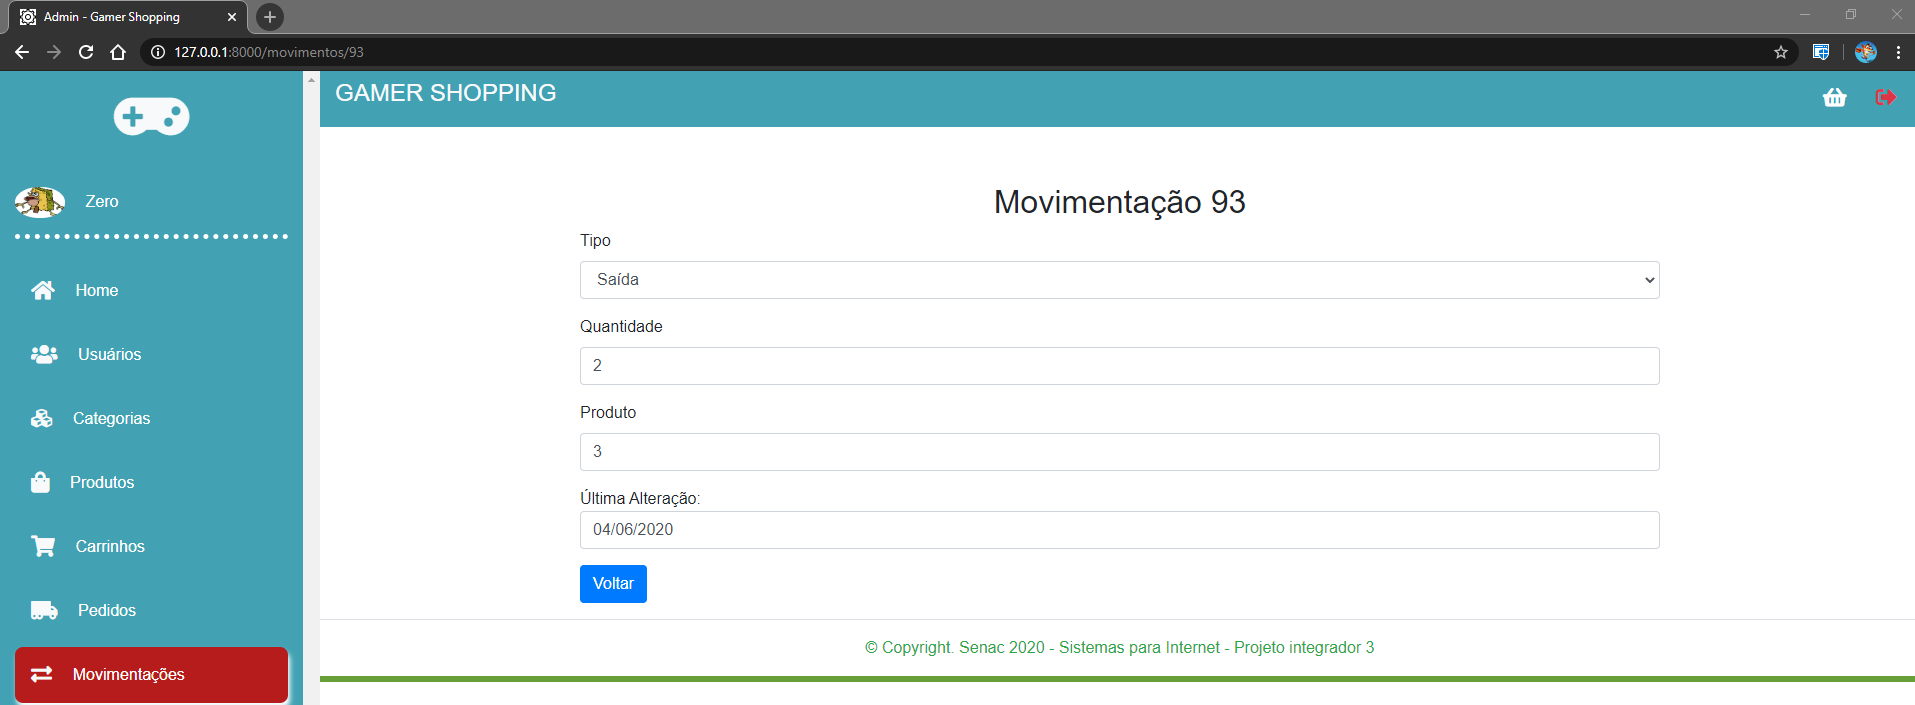 Admin - Gamer Shopping
127.0.0.1:8000/movimentos/93
GAMER SHOPPING
Zero
Home
Usuários
Categorias
Produtos
Carrinhos
Pedidos
Movimentações
Movimentação 93
Tipo
Saída
Quantidade
2
Produto
3
Última Alteração:
04/06/2020
Voltar
© Copyright. Senac 2020 - Sistemas para Internet - Projeto integrador 3